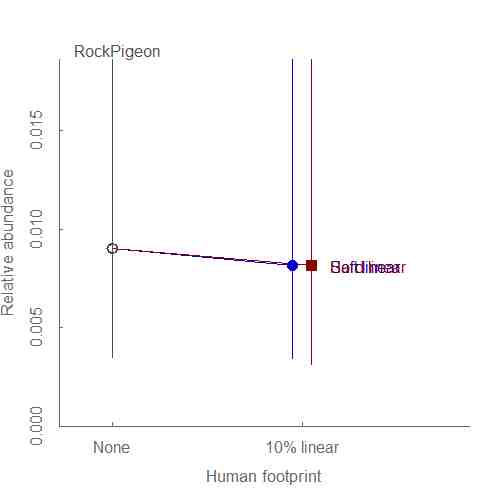 RockPigeon
Relative abundance
0.015
0.010
0.005
0.000
None
10% linear
Human footprint